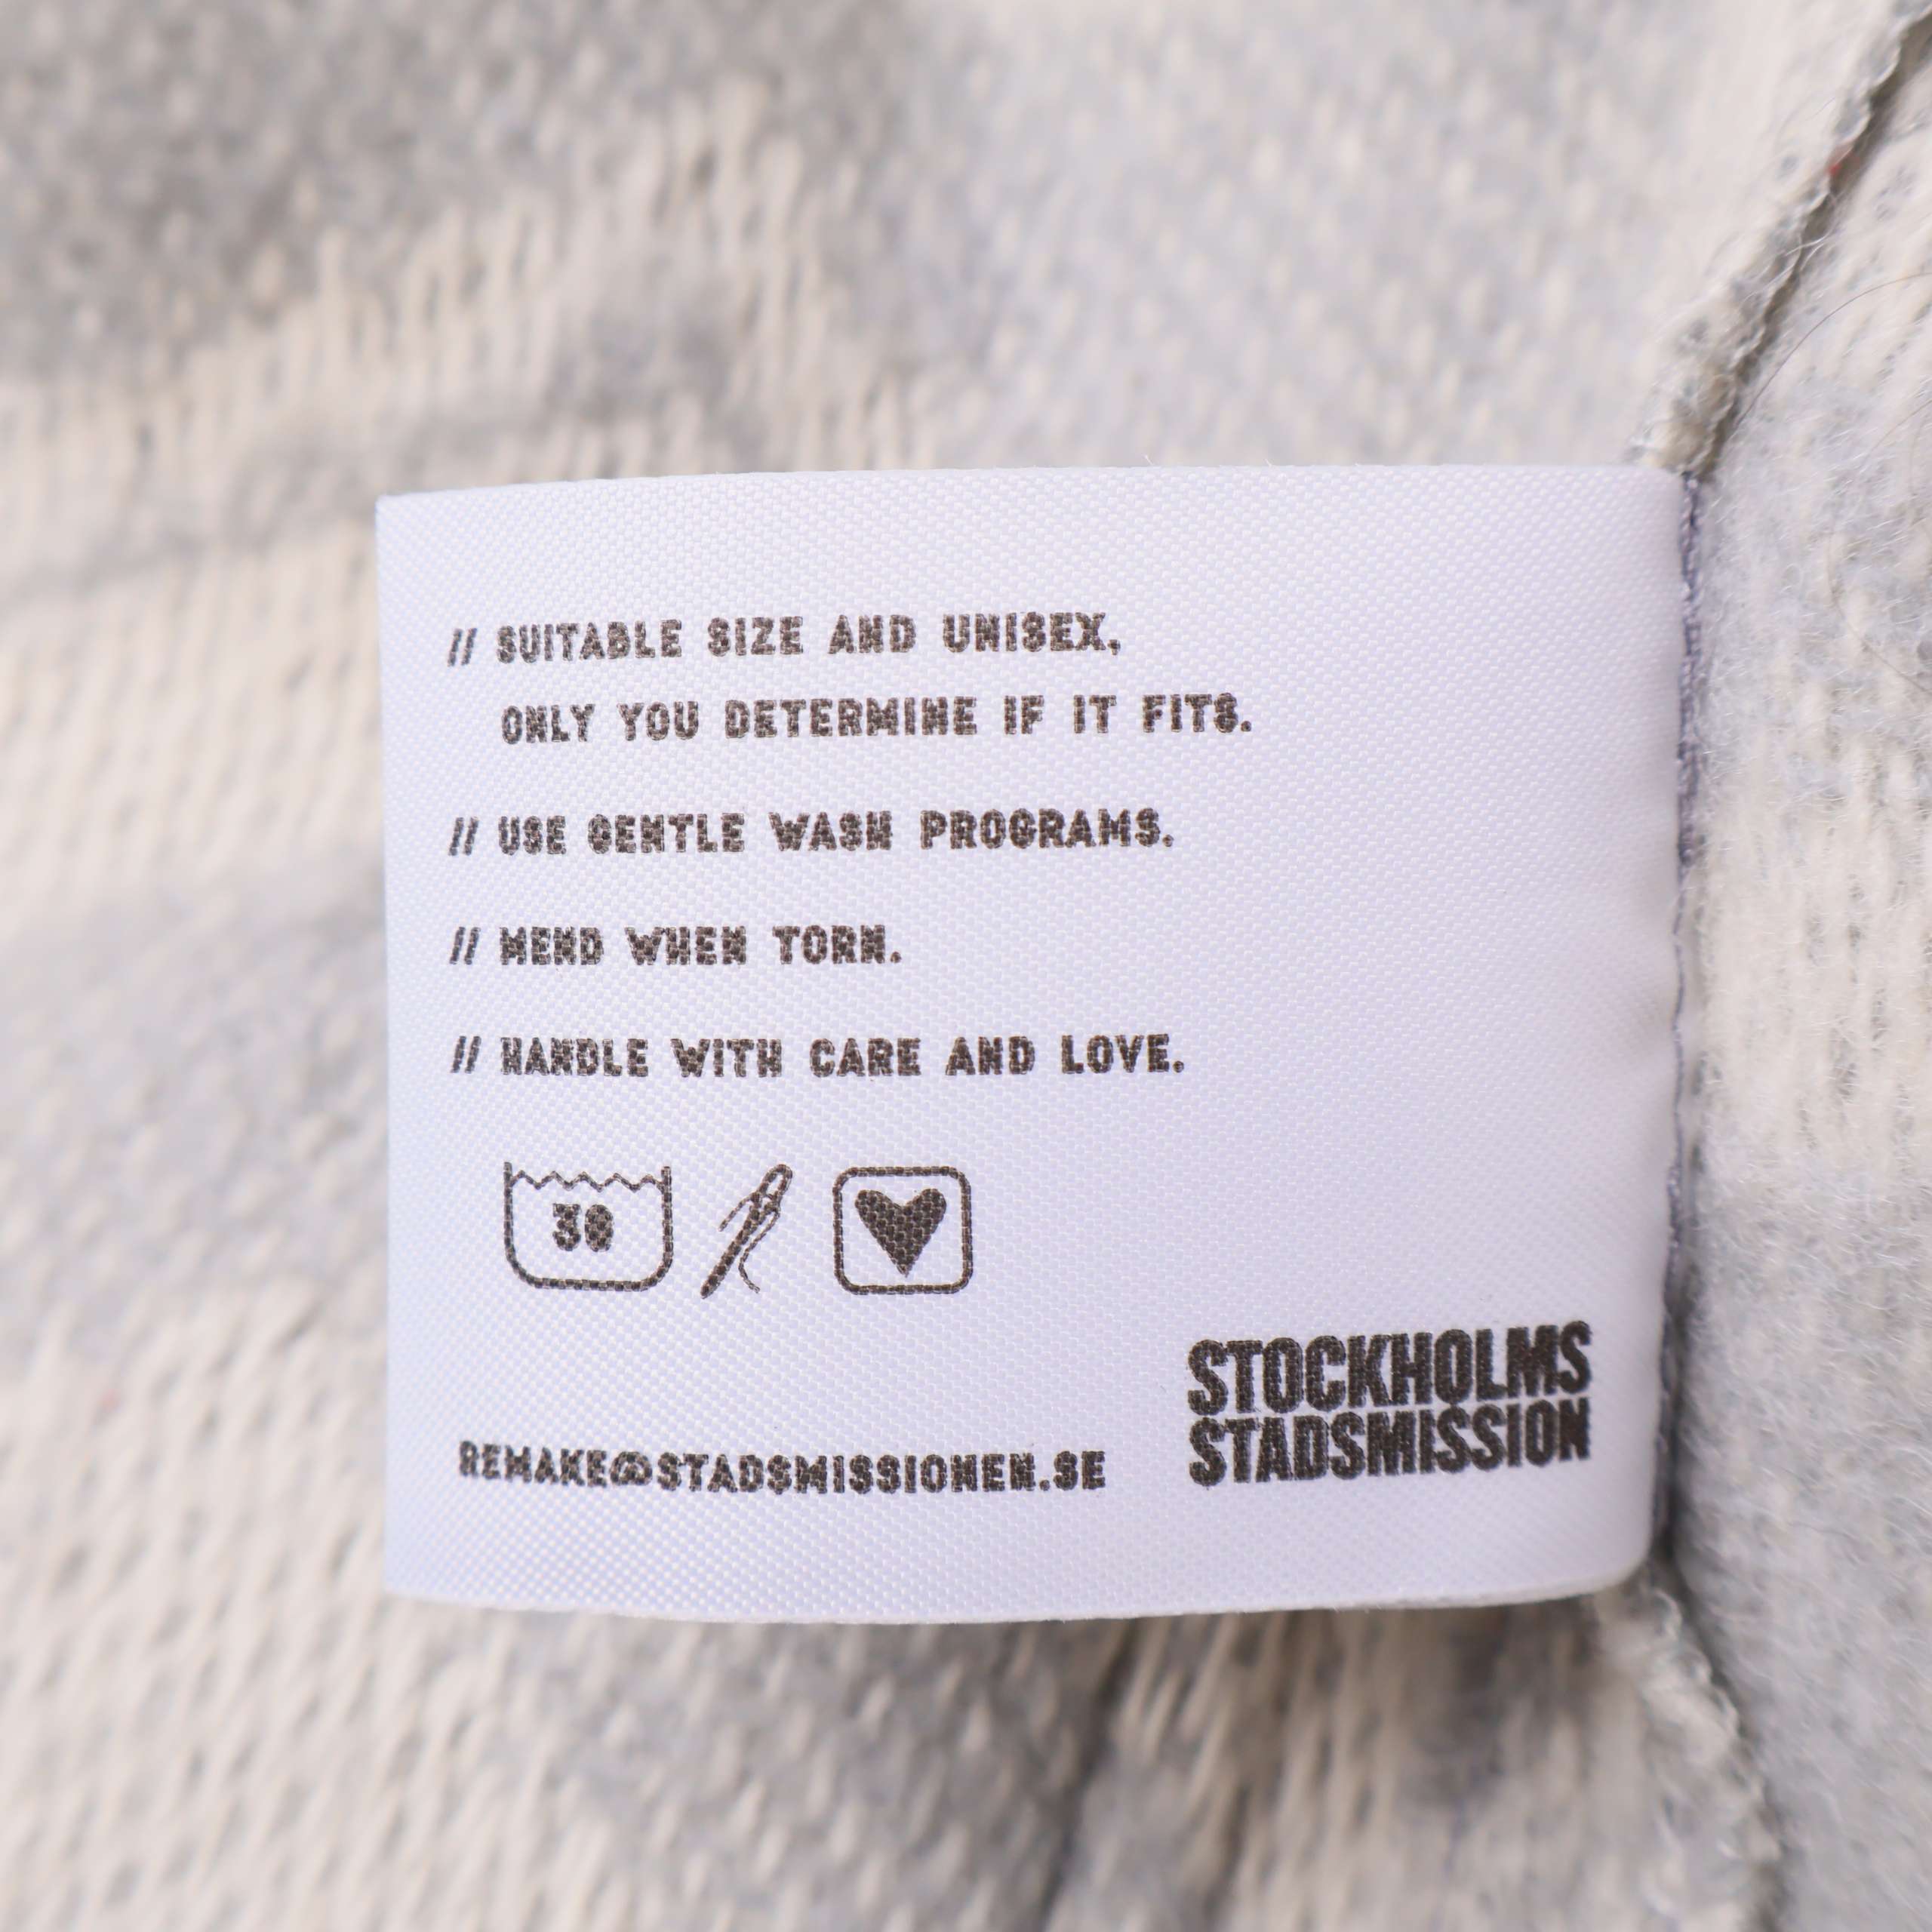 // SUITABLE SIZE AND UNISEX,
ONLY YOU DETERMINE IF IT FITS.
// USE GENTLE WASH PROGRAMS.
// MEND WHEN TORN.
// HANDLE WITH CARE AND LOVE.
30
REMAKE@STADSMISSIONEN.SE
STOCKHOLMS
STADSMISSION